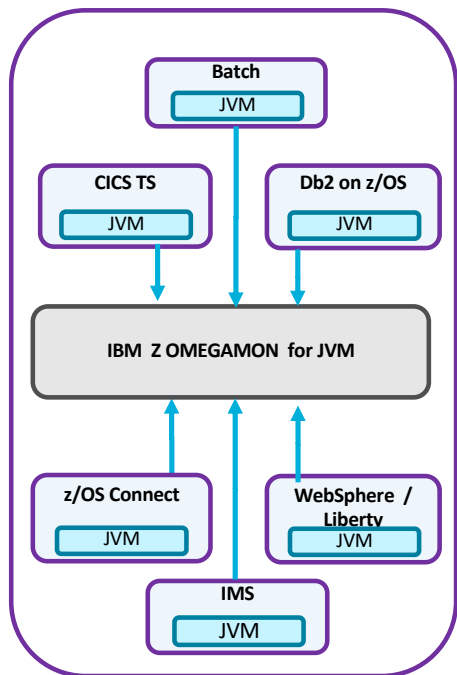 Batch
JVM
CICS TS
JVM
Db2 on z/OS
JVM
IBM Z OMEGAMON for JVM
z/OS Connect
JVM
WebSphere /
Liberty
JVM
IMS
JVM